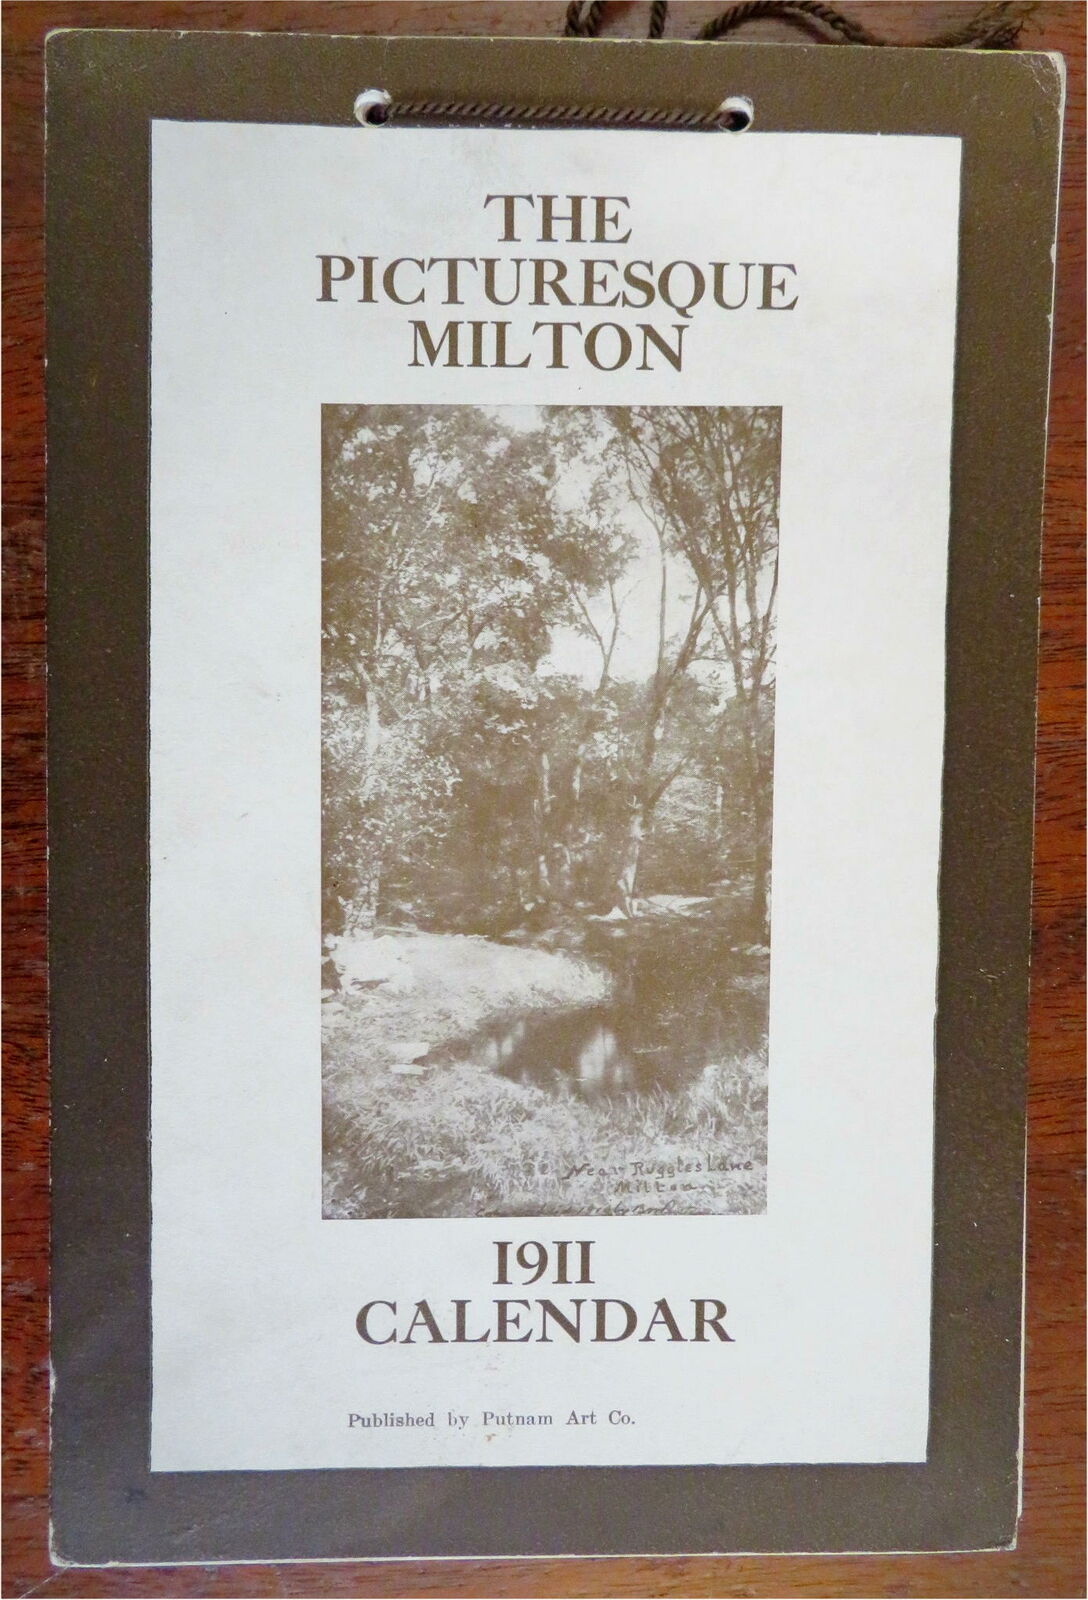 THE
PICTURESQUE
MILTON
Near Ruggles Lane
Milton
1911
CALENDAR
Published by Putnam Art Co.